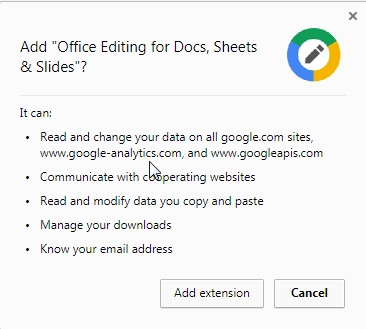 Add "Office Editing for Docs, Sheets
& Slides"?
It can:
• Read and change your data on all google.com sites,
www.google-analytics.com, and www.googleapis.com
• Communicate with cooperating websites
• Read and modify data you copy and paste
• Manage your downloads
• Know your email address
Add extension
Cancel